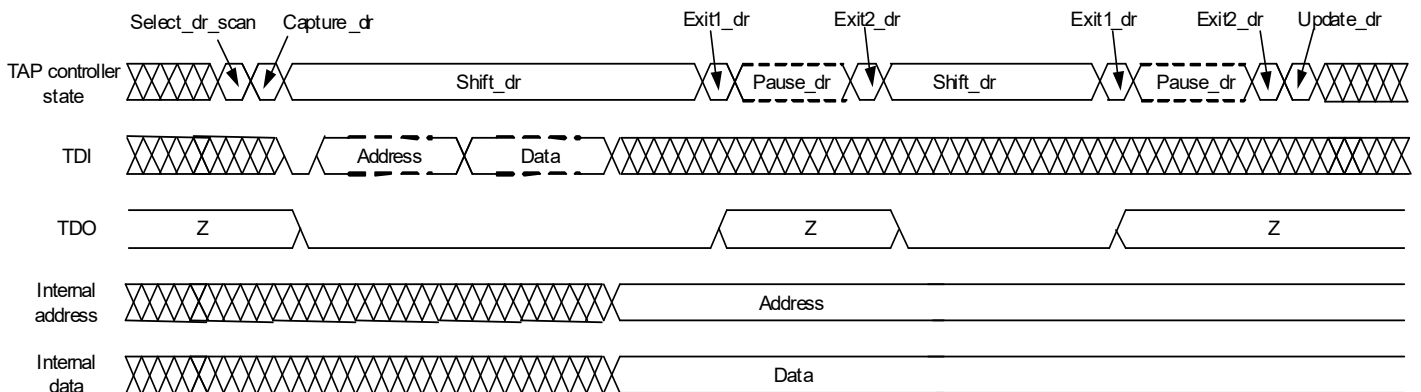 Select_dr_scan Capture_dr Exit1_dr Exit2_dr Exit1_dr Exit2_dr Update_dr
TAP controller
state
Shift_dr Pause_dr Shift_dr Pause_dr
TDI Address Data
TDO Z Z Z
Internal
address
Address
Internal
data
Data